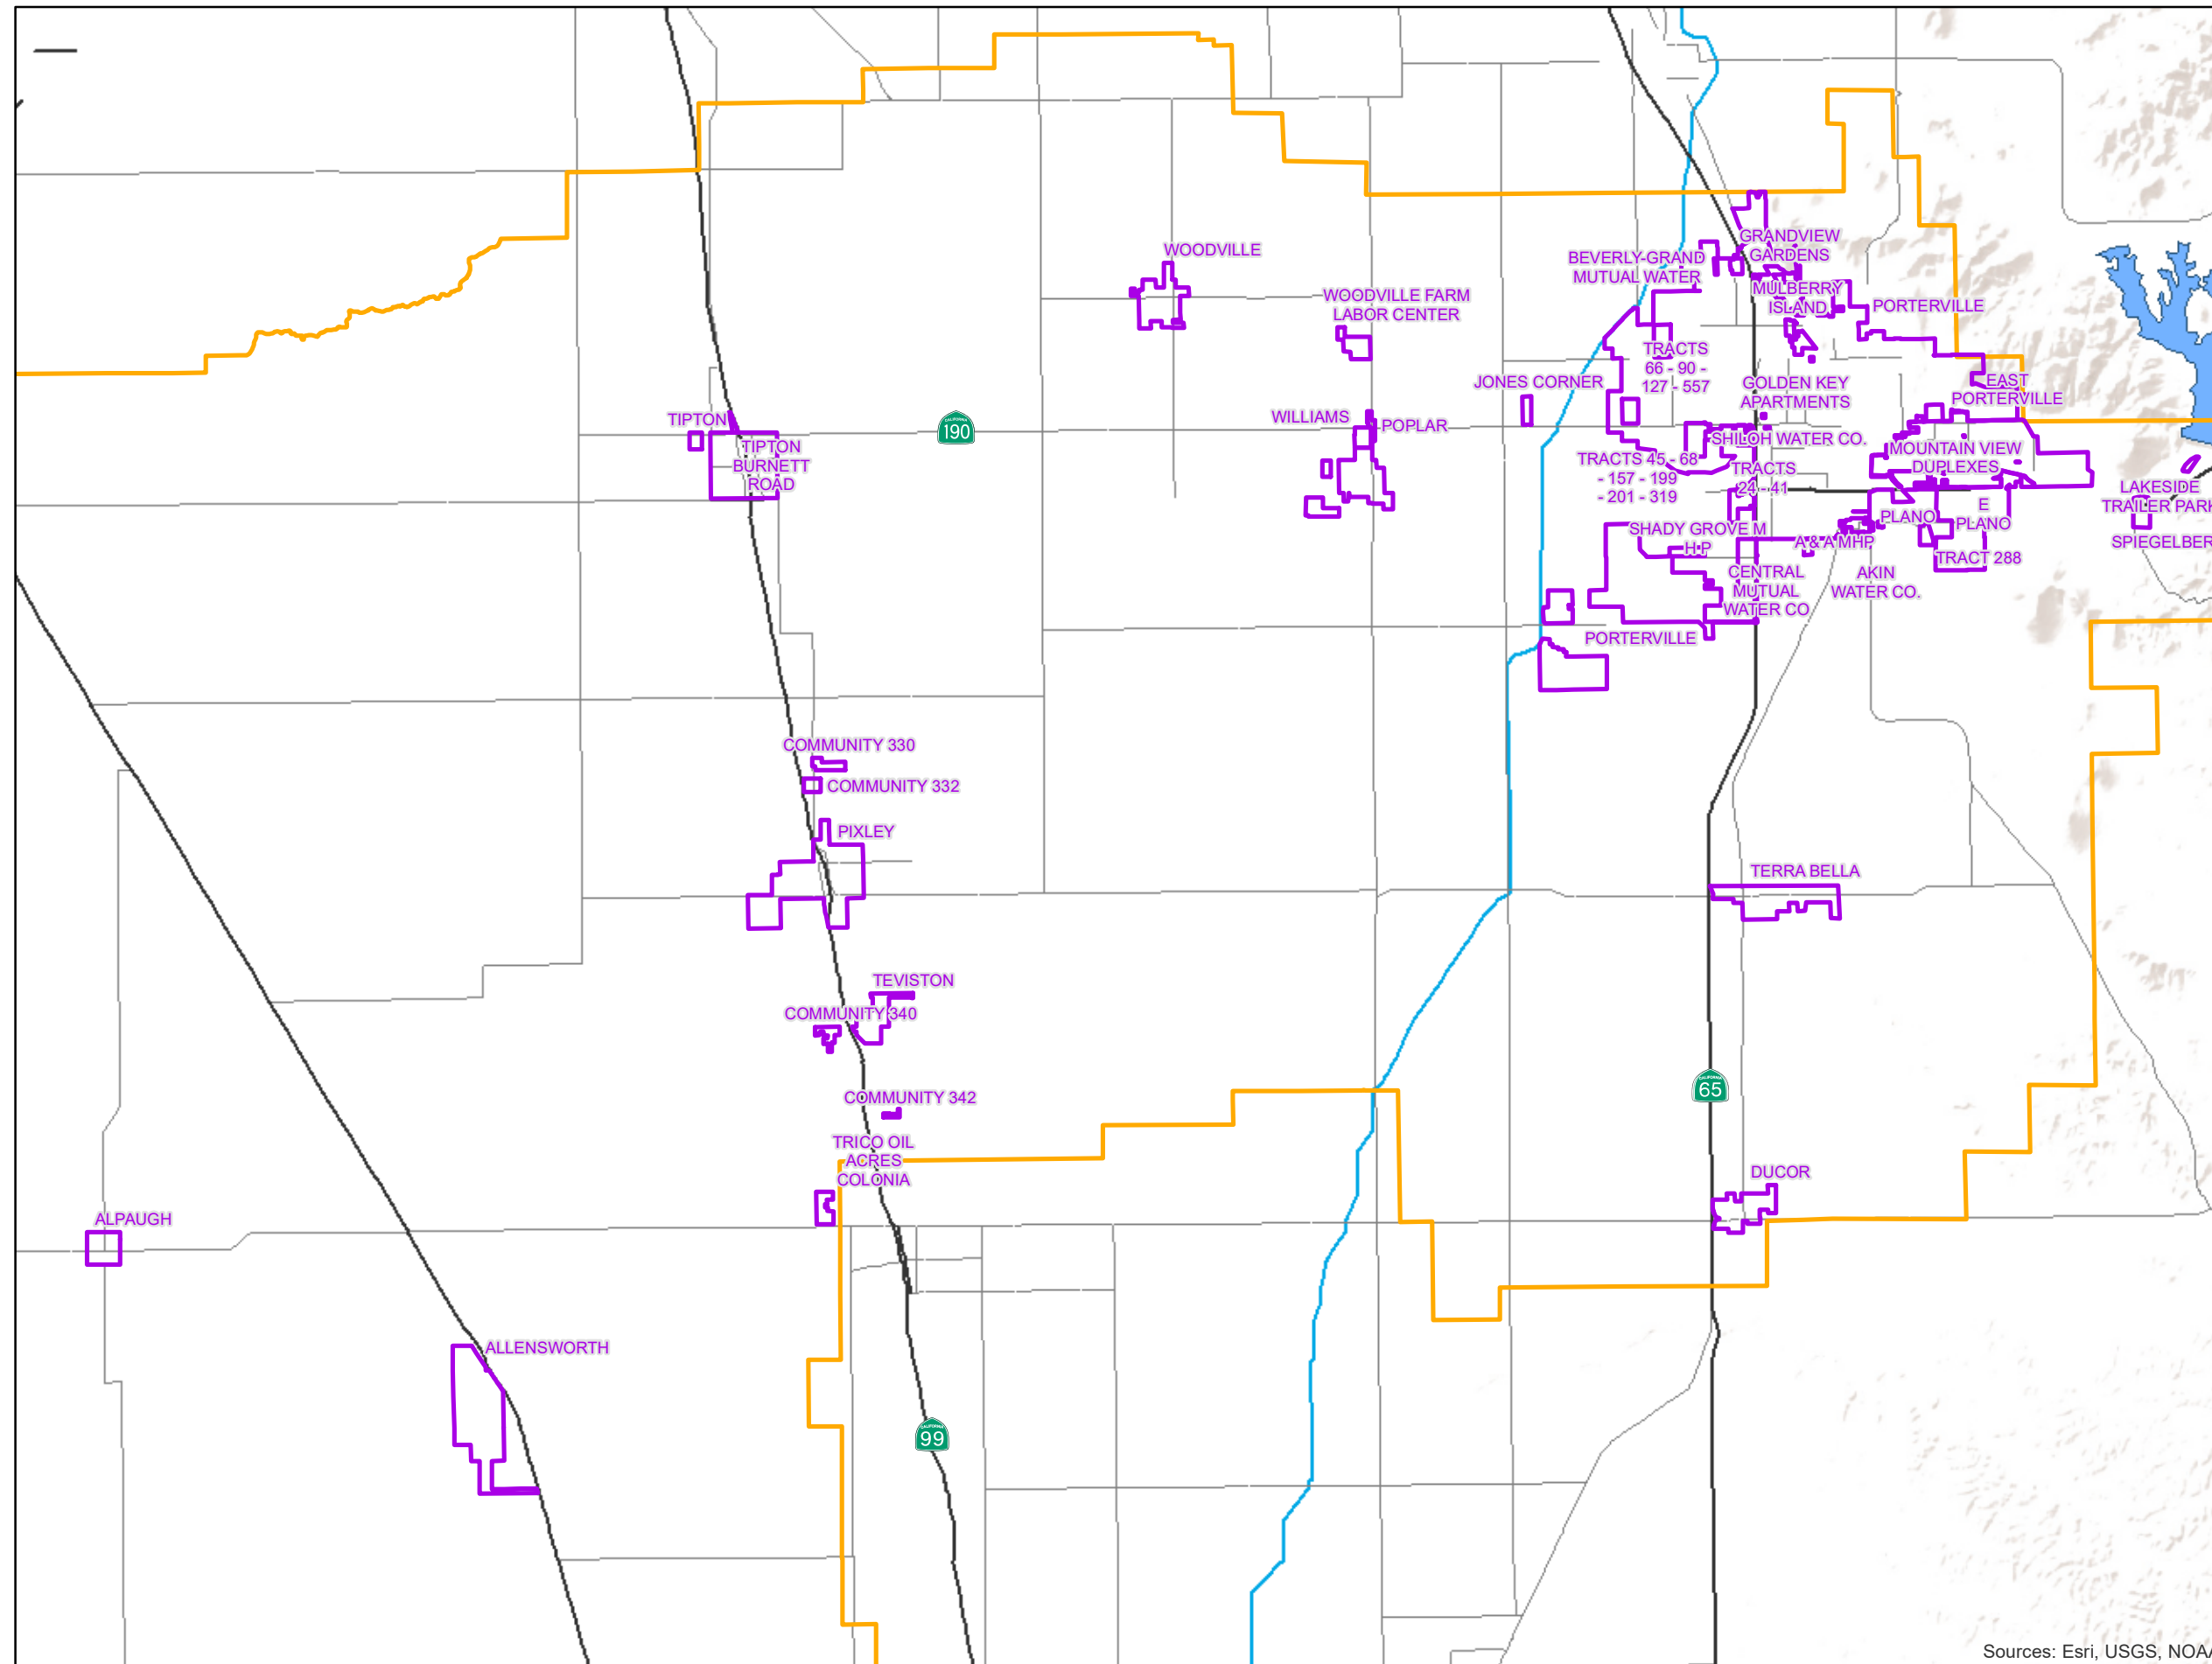 WOODVILLE
GRANDVIEW
GARDENS
BEVERLY-GRAND
MUTUAL WATER
WOODVILLE FARM
LABOR CENTER
MULBERRY
ISLAND
PORTERVILLE
TRACTS
66 - 90 -
127 - 557
JONES CORNER
GOLDEN KEY
APARTMENTS
EAST
PORTERVILLE
TIPTON
CALIFORNIA
190
WILLIAMS
POPLAR
TIPTON
BURNETT
ROAD
SHILOH WATER CO.
MOUNTAIN VIEW
DUPLEXES
TRACTS 45 - 68
- 157 - 199
- 201 - 319
TRACTS
24 - 41
LAKESIDE
TRAILER PARK
E
PLANO
PLANO
SHADY GROVE M
H P
A & A MHP
SPIEGELBER
TRACT 288
CENTRAL
MUTUAL
WATER CO
AKIN
WATER CO.
PORTERVILLE
COMMUNITY 330
COMMUNITY 332
PIXLEY
TERRA BELLA
TEVISTON
COMMUNITY 340
CALIFORNIA
65
COMMUNITY 342
TRICO OIL
ACRES
COLONIA
DUCOR
ALPAUGH
ALLENSWORTH
CALIFORNIA
99
Sources: Esri, USGS, NOAA